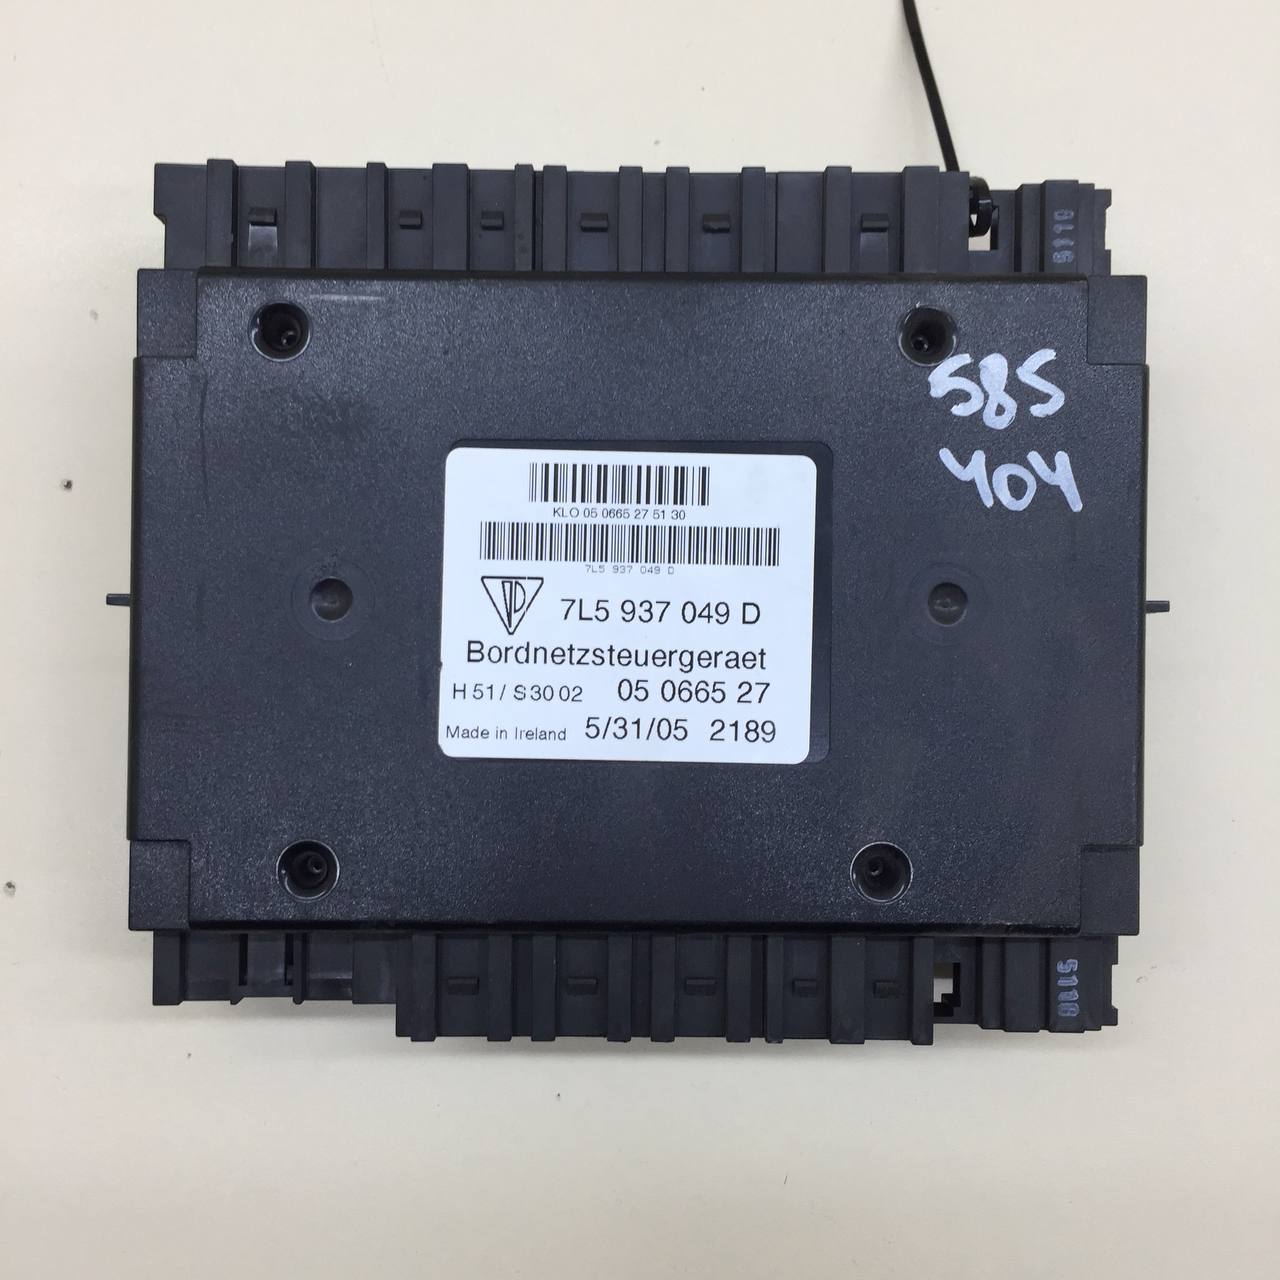 5110
585
404
KLO 05 0665 27 51 30
7L5 937 049 D
7L5 937 049 D
Bordnetzsteuergeraet
H 51 / S 30 02 05 0665 27
Made in Ireland 5/31/05 2189